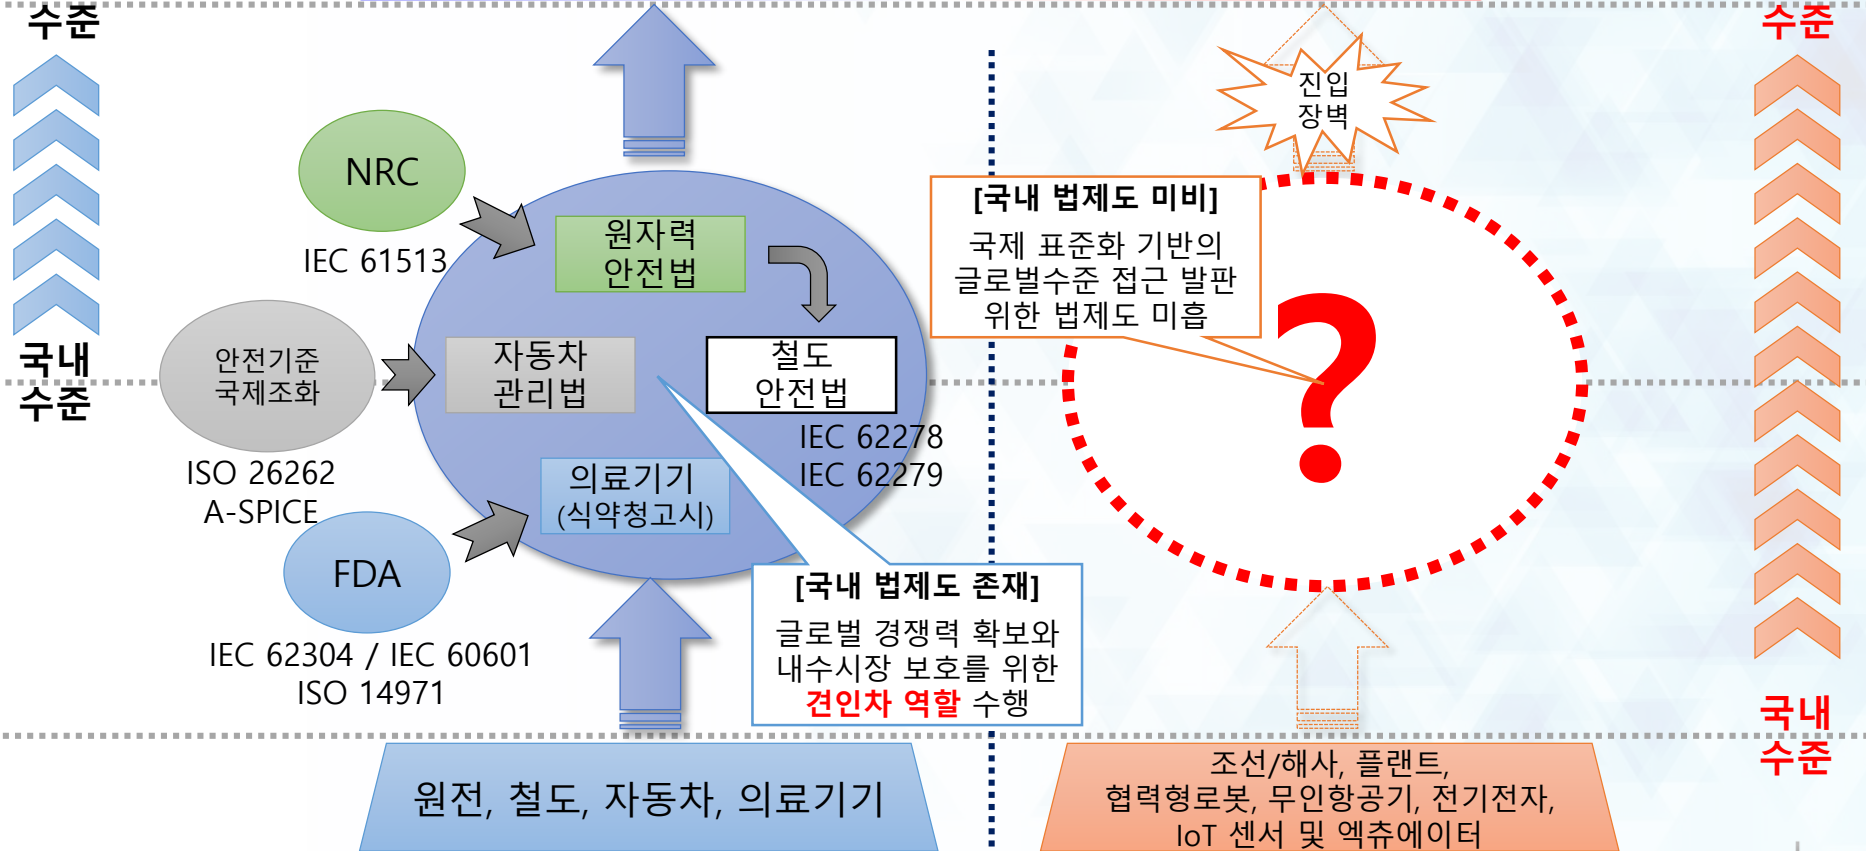 수준
수준
진입
장벽
NRC
IEC 61513
원자력
안전법
[국내 법제도 미비]
국제 표준화 기반의
글로벌수준 접근 발판
위한 법제도 미흡
?
국내
수준
안전기준
국제조화
ISO 26262
A-SPICE
자동차
관리법
철도
안전법
IEC 62278
IEC 62279
의료기기
(식약청고시)
FDA
IEC 62304 / IEC 60601
ISO 14971
[국내 법제도 존재]
글로벌 경쟁력 확보와
내수시장 보호를 위한
견인차 역할 수행
국내
수준
원전, 철도, 자동차, 의료기기
조선/해사, 플랜트,
협력형로봇, 무인항공기, 전기전자,
IoT 센서 및 엑츄에이터